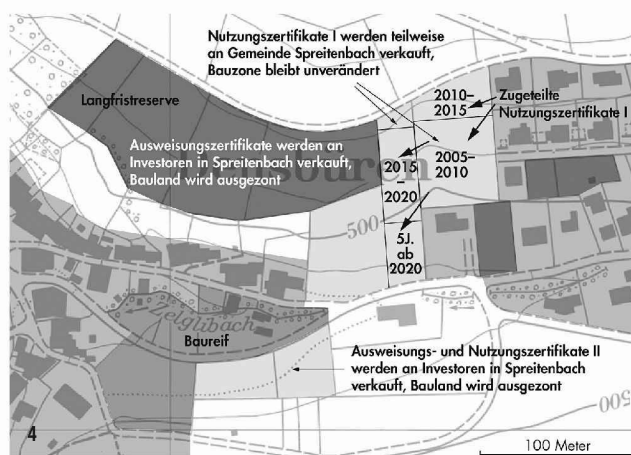 Nutzungszertifikate I werden teilweise
an Gemeinde Spreitenbach verkauft,
Bauzone bleibt unverändert
Langfristreserve
2010–
2015
Zugeteilte
Nutzungszertifikate I
Ausweisungszertifikate werden an
Investoren in Spreitenbach verkauft,
Bauland wird ausgezont
2015
–
2020
2005–
2010
500
5 J.
ab
2020
Zelglibach
Baureif
Ausweisungs- und Nutzungszertifikate II
werden an Investoren in Spreitenbach
verkauft, Bauland wird ausgezont
500
4
100 Meter